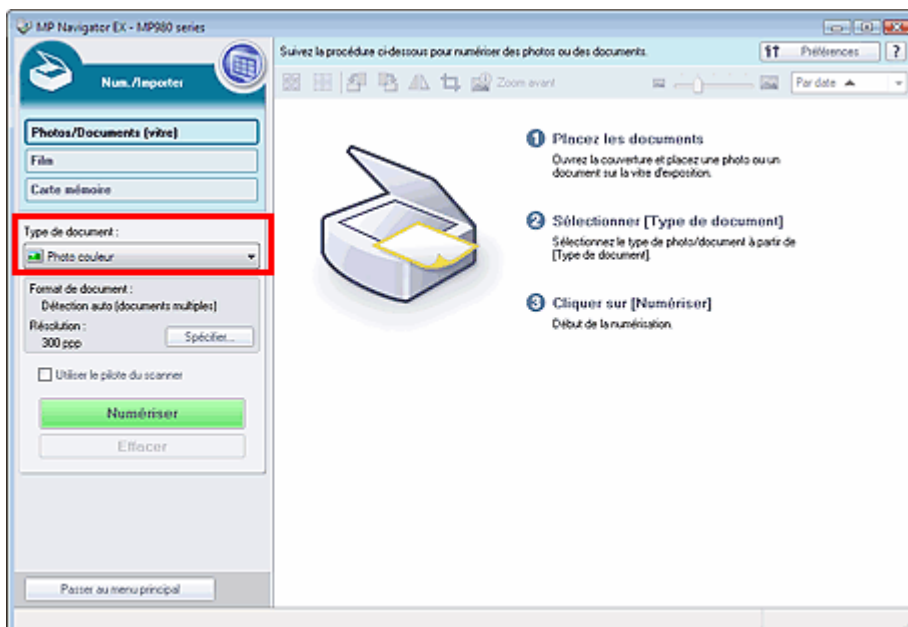 MP Navigator EX - MP980 series
Num./Importer
Photos/Documents (vitre)
Film
Carte mémoire
Type de document :
Photo couleur
Format de document :
Détection auto (documents multiples)
Résolution :
300 ppp
Spécifier...
Utiliser le pilote du scanner
Numériser
Effacer
Passer au menu principal
Suivez la procédure ci-dessous pour numériser des photos ou des documents.
Préférences
?
Zoom avant
Par date
1 Placez les documents
Ouvrez la couverture et placez une photo ou un
document sur la vitre d'exposition.
2 Sélectionner [Type de document]
Sélectionnez le type de photo/document à partir de
[Type de document].
3 Cliquer sur [Numériser]
Début de la numérisation.